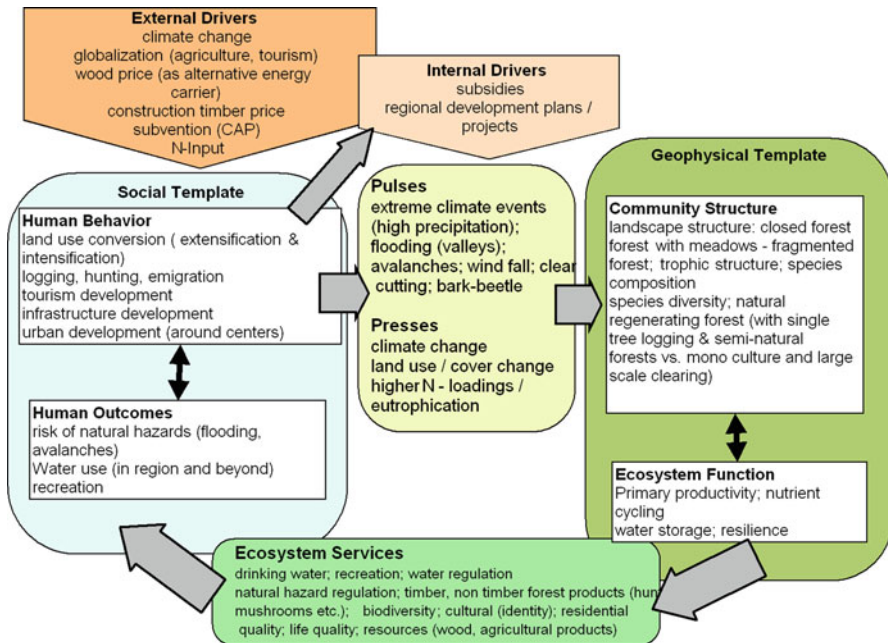 External Drivers
climate change
globalization (agriculture, tourism)
wood price (as alternative energy
carrier)
construction timber price
subvention (CAP)
N-Input
Internal Drivers
subsidies
regional development plans /
projects
Social Template
Human Behavior
land use conversion ( extensification &
intensification)
logging, hunting, emigration
tourism development
infrastructure development
urban development (around centers)
Human Outcomes
risk of natural hazards (flooding,
avalanches)
Water use (in region and beyond)
recreation
Pulses
extreme climate events
(high precipitation);
flooding (valleys);
avalanches; wind fall; clear
cutting; bark-beetle
Presses
climate change
land use / cover change
higher N - loadings /
eutrophication
Geophysical Template
Community Structure
landscape structure: closed forest
forest with meadows - fragmented
forest; trophic structure; species
composition
species diversity; natural
regenerating forest (with single
tree logging & semi-natural
forests vs. mono culture and large
scale clearing)
Ecosystem Function
Primary productivity; nutrient
cycling
water storage; resilience
Ecosystem Services
drinking water; recreation; water regulation
natural hazard regulation; timber, non timber forest products
mushrooms etc.); biodiversity; cultural (identity); residential
quality; life quality; resources (wood, agricultural products)